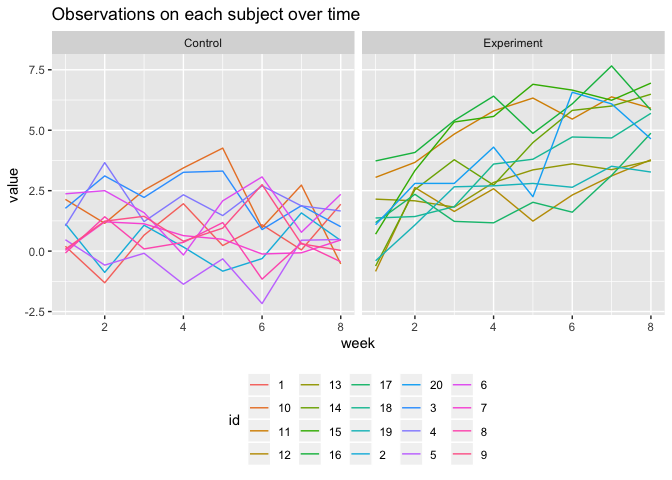 Observations on each subject over time
Control Experiment
7.5
5.0
2.5
0.0
-2.5
value
2 4 6 8 2 4 6 8
week
id
1 13 17 20 6
10 14 18 3 7
11 15 19 4 8
12 16 2 5 9